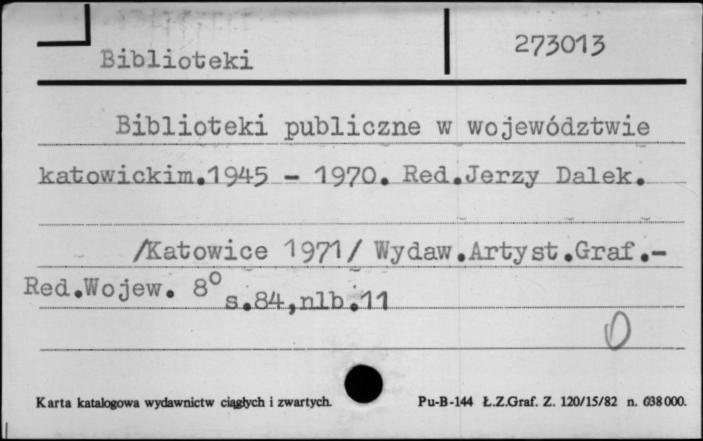 Biblioteki 273013
Biblioteki publiczne w województwie
katowickim.1945 - 1970. Red.Jerzy Dalek.
/Katowice 1971/ Wydaw.Artyst.Graf.-
Red.Wojew. 8° s.84,nlb.11
0
Karta katalogowa wydawnictw ciągłych i zwartych. Pu-B-144 Ł.Z.Graf. Z. 120/15/82 n. 638000.